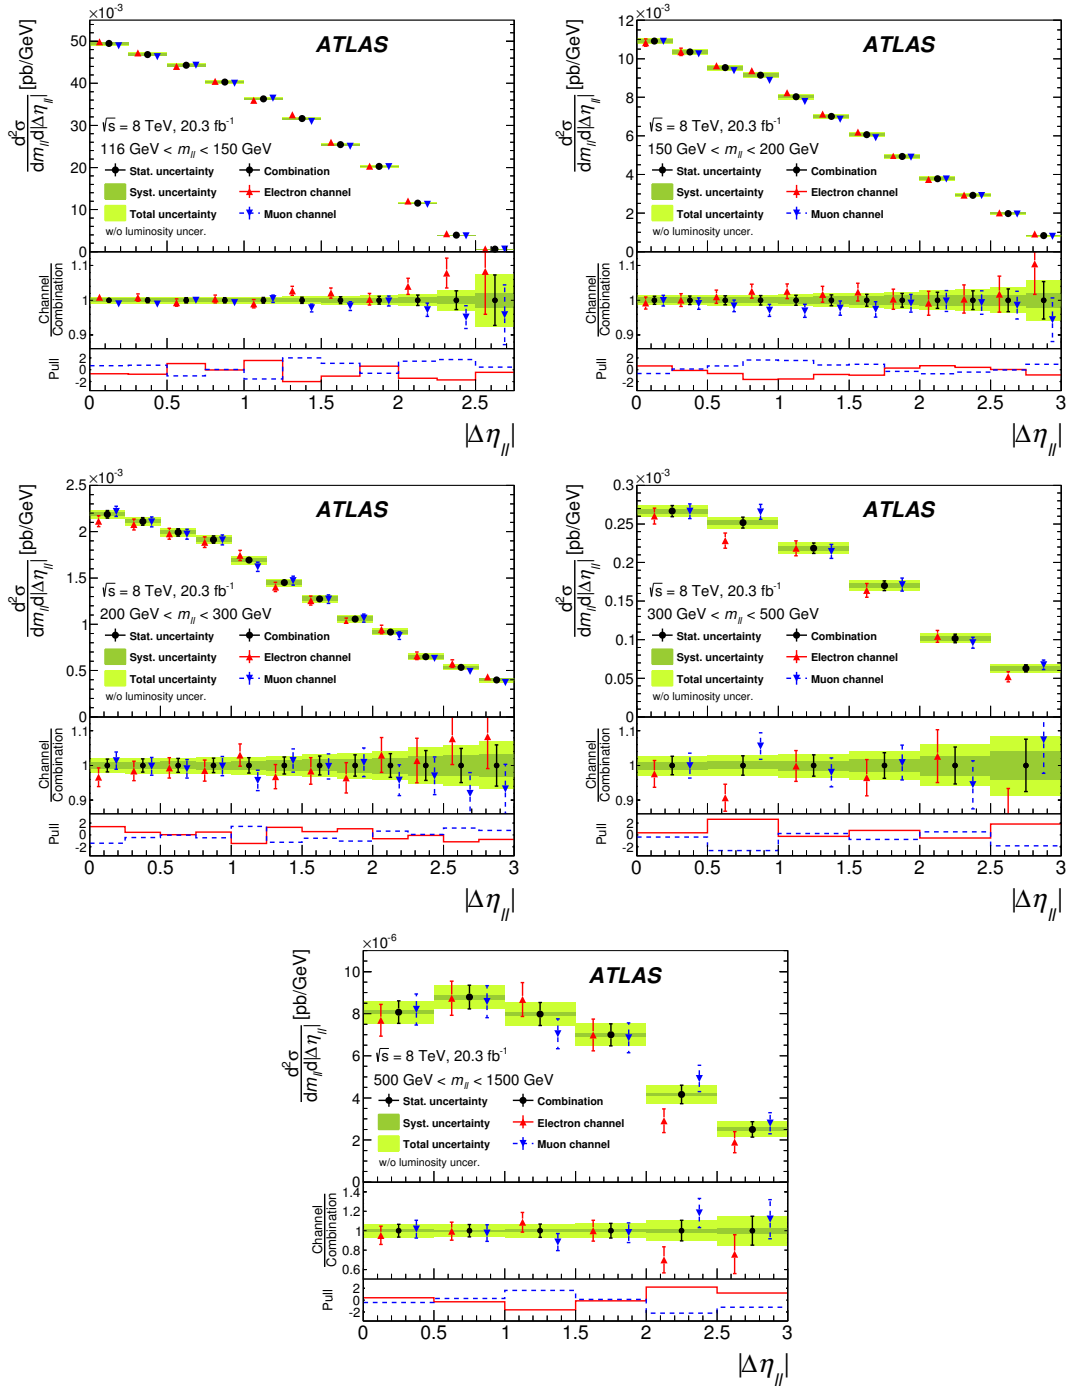 ×10⁻³
ATLAS
d²σ/dm_ll d|Δη_ll| [pb/GeV]
50
40
30
20
10
0
√s = 8 TeV, 20.3 fb⁻¹
116 GeV < m_ll < 150 GeV
Stat. uncertainty Combination
Syst. uncertainty Electron channel
Total uncertainty Muon channel
w/o luminosity uncer.
Channel/Combination
1.1
1
0.9
Pull
2
0
-2
0 0.5 1 1.5 2 2.5
|Δη_ll|
×10⁻³
ATLAS
d²σ/dm_ll d|Δη_ll| [pb/GeV]
12
10
8
6
4
2
0
√s = 8 TeV, 20.3 fb⁻¹
150 GeV < m_ll < 200 GeV
Stat. uncertainty Combination
Syst. uncertainty Electron channel
Total uncertainty Muon channel
w/o luminosity uncer.
Channel/Combination
1.1
1
0.9
Pull
2
0
-2
0 0.5 1 1.5 2 2.5 3
|Δη_ll|
×10⁻³
ATLAS
d²σ/dm_ll d|Δη_ll| [pb/GeV]
2.5
2
1.5
1
0.5
0
√s = 8 TeV, 20.3 fb⁻¹
200 GeV < m_ll < 300 GeV
Stat. uncertainty Combination
Syst. uncertainty Electron channel
Total uncertainty Muon channel
w/o luminosity uncer.
Channel/Combination
1.1
1
0.9
Pull
2
0
-2
0 0.5 1 1.5 2 2.5 3
|Δη_ll|
×10⁻³
ATLAS
d²σ/dm_ll d|Δη_ll| [pb/GeV]
0.3
0.25
0.2
0.15
0.1
0.05
0
√s = 8 TeV, 20.3 fb⁻¹
300 GeV < m_ll < 500 GeV
Stat. uncertainty Combination
Syst. uncertainty Electron channel
Total uncertainty Muon channel
w/o luminosity uncer.
Channel/Combination
1.1
1
0.9
Pull
2
0
-2
0 0.5 1 1.5 2 2.5 3
|Δη_ll|
×10⁻⁶
ATLAS
d²σ/dm_ll d|Δη_ll| [pb/GeV]
10
8
6
4
2
0
√s = 8 TeV, 20.3 fb⁻¹
500 GeV < m_ll < 1500 GeV
Stat. uncertainty Combination
Syst. uncertainty Electron channel
Total uncertainty Muon channel
w/o luminosity uncer.
Channel/Combination
1.4
1.2
1
0.8
0.6
Pull
2
0
-2
0 0.5 1 1.5 2 2.5 3
|Δη_ll|